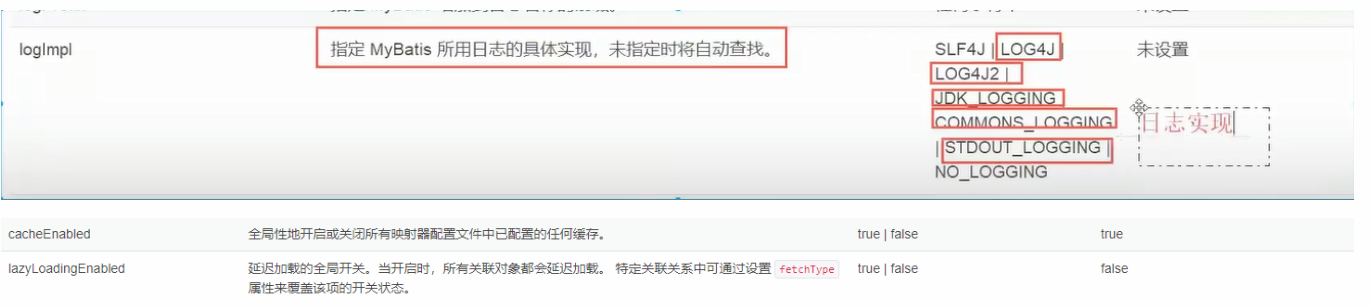 logImpl
指定 MyBatis 所用日志的具体实现，未指定时将自动查找。
SLF4J | LOG4J |
LOG4J2 |
JDK_LOGGING
COMMONS_LOGGING
| STDOUT_LOGGING |
NO_LOGGING
未设置
日志实现
cacheEnabled 全局性地开启或关闭所有映射器配置文件中已配置的任何缓存。 true | false true
lazyLoadingEnabled 延迟加载的全局开关。当开启时，所有关联对象都会延迟加载。 特定关联关系中可通过设置 fetchType true | false false
属性来覆盖该项的开关状态。